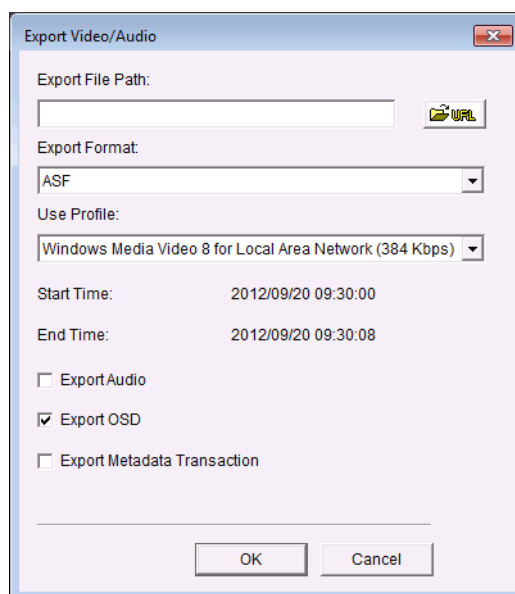 Export Video/Audio
Export File Path:
URL
Export Format:
ASF
Use Profile:
Windows Media Video 8 for Local Area Network (384 Kbps)
Start Time: 2012/09/20 09:30:00
End Time: 2012/09/20 09:30:08
Export Audio
Export OSD
Export Metadata Transaction
OK Cancel